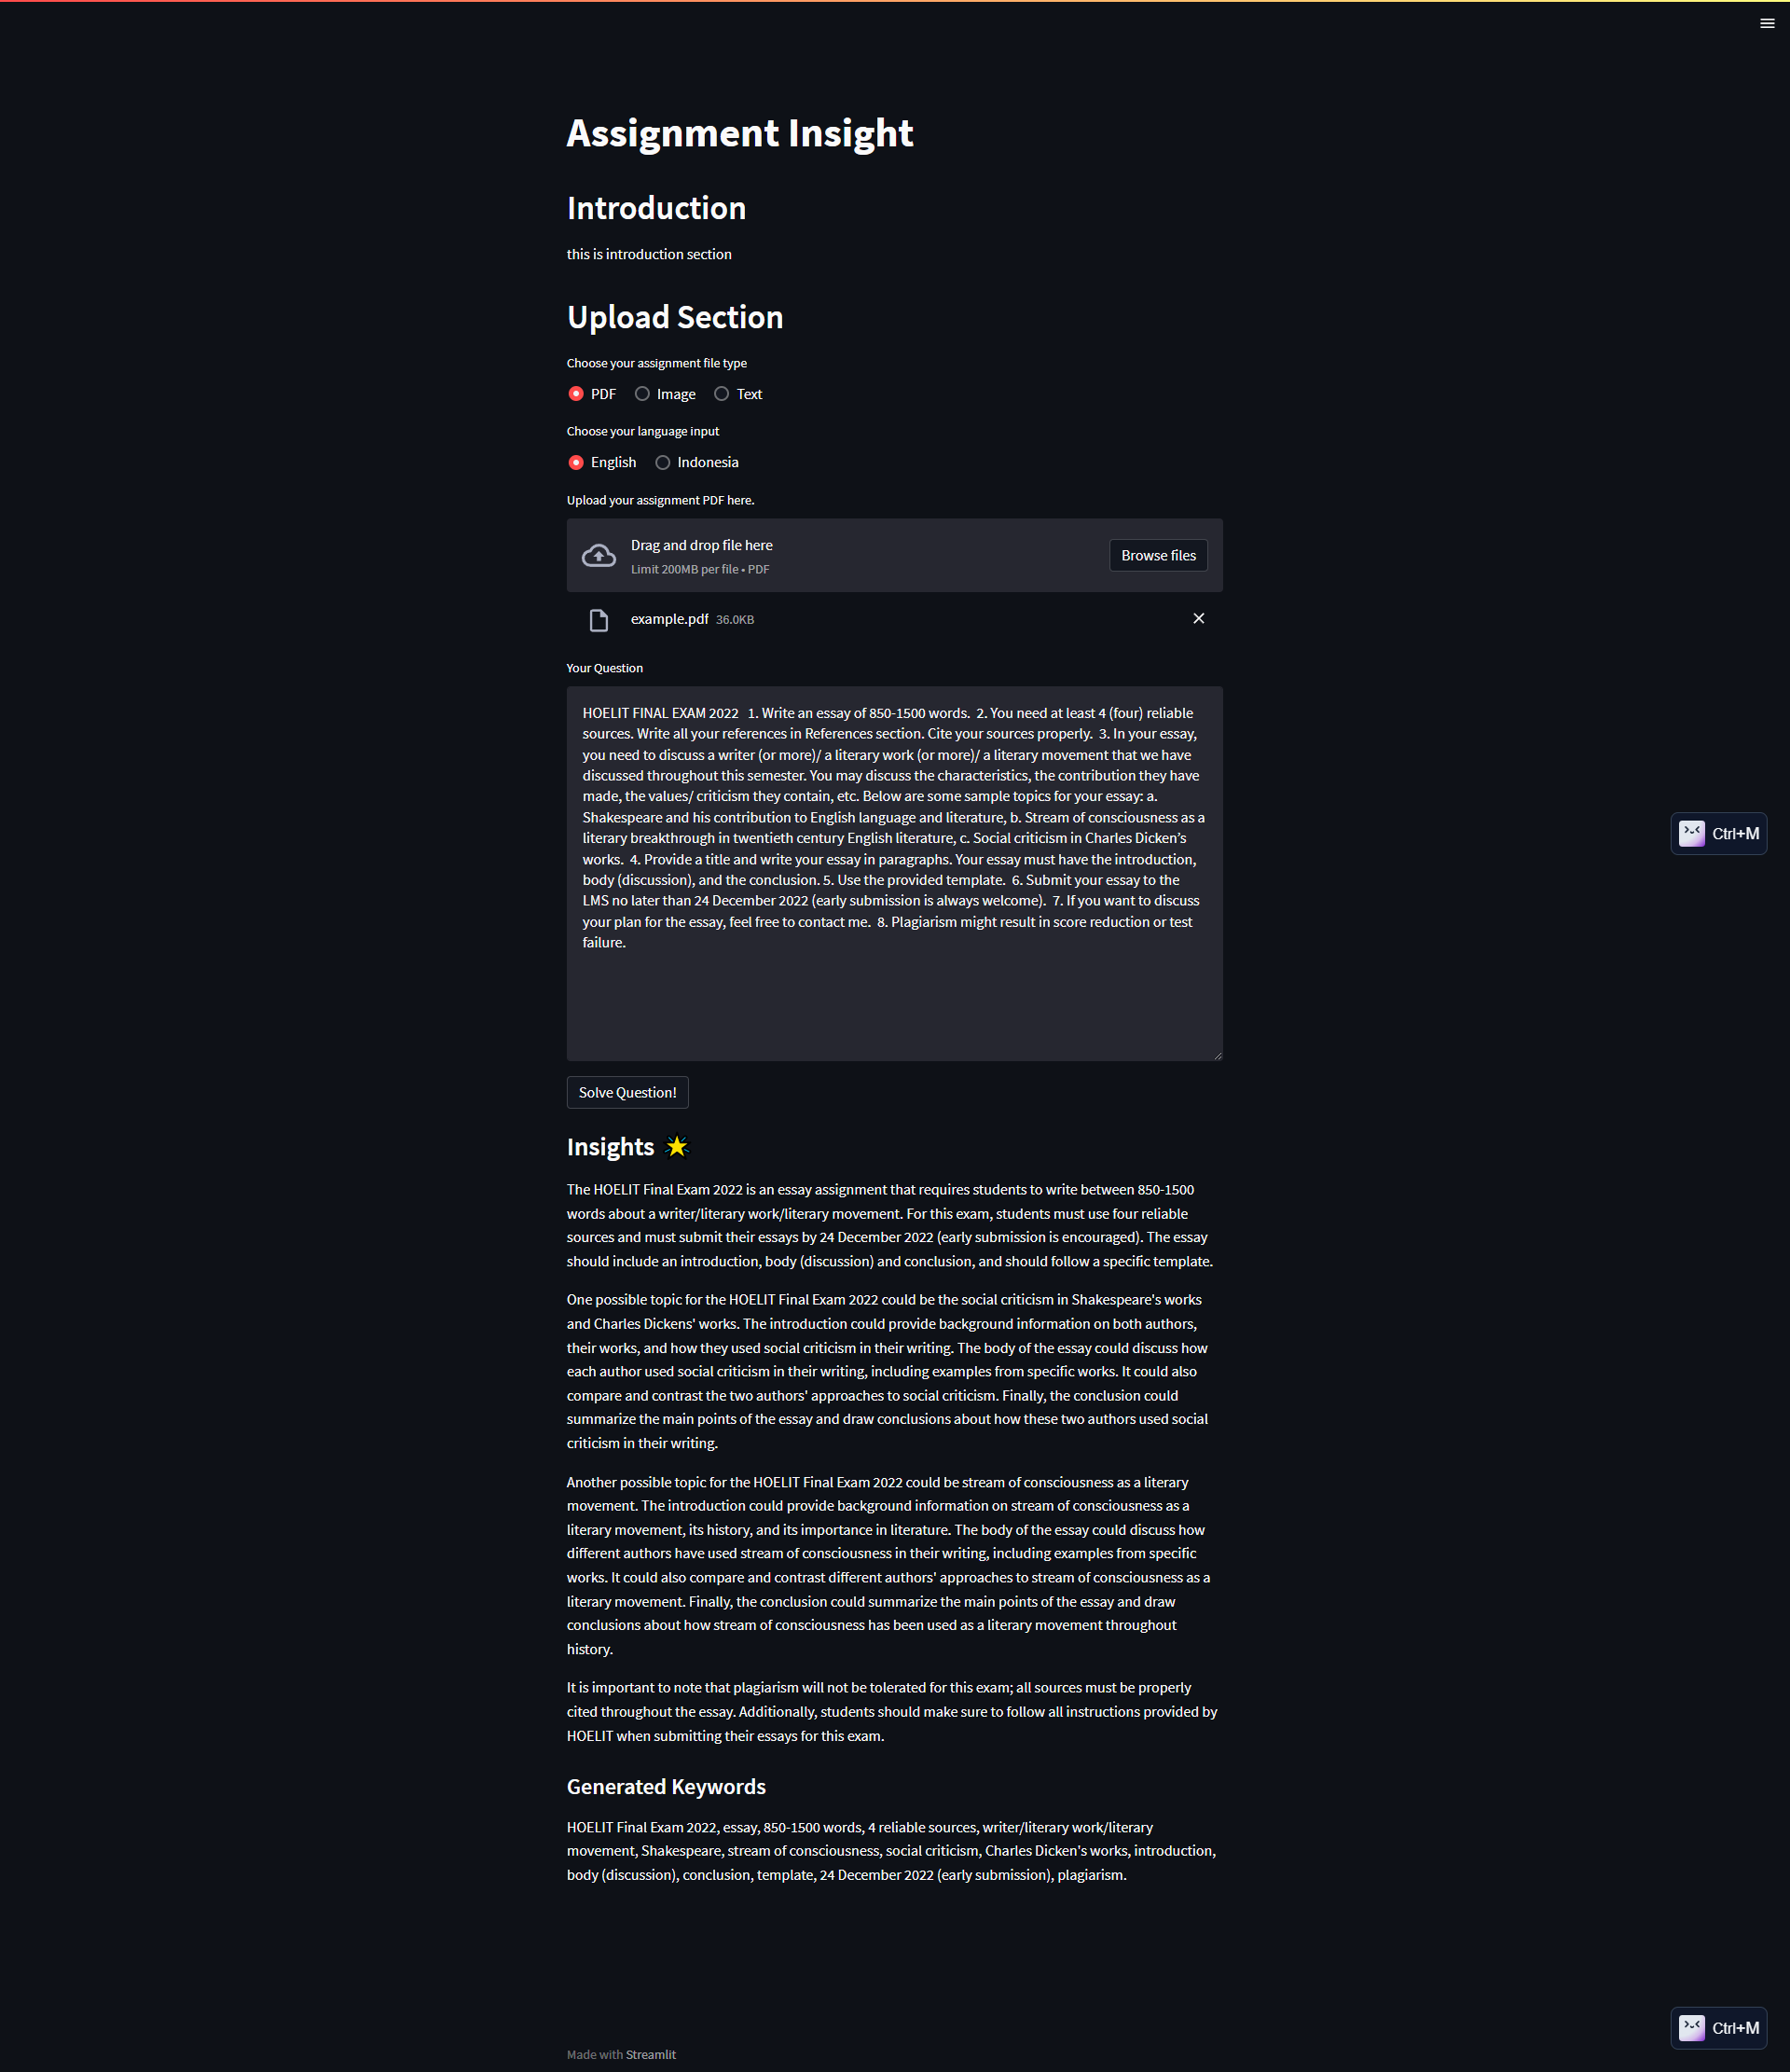 Assignment Insight
Introduction
this is introduction section
Upload Section
Choose your assignment file type
PDF Image Text
Choose your language input
English Indonesia
Upload your assignment PDF here.
Drag and drop file here
Limit 200MB per file • PDF
Browse files
example.pdf 36.0KB
Your Question
HOELIT FINAL EXAM 2022   1. Write an essay of 850-1500 words.  2. You need at least 4 (four) reliable
sources. Write all your references in References section. Cite your sources properly.  3. In your essay,
you need to discuss a writer (or more)/ a literary work (or more)/ a literary movement that we have
discussed throughout this semester. You may discuss the characteristics, the contribution they have
made, the values/ criticism they contain, etc. Below are some sample topics for your essay: a.
Shakespeare and his contribution to English language and literature, b. Stream of consciousness as a
literary breakthrough in twentieth century English literature, c. Social criticism in Charles Dicken’s
works.  4. Provide a title and write your essay in paragraphs. Your essay must have the introduction,
body (discussion), and the conclusion. 5. Use the provided template.  6. Submit your essay to the
LMS no later than 24 December 2022 (early submission is always welcome).  7. If you want to discuss
your plan for the essay, feel free to contact me.  8. Plagiarism might result in score reduction or test
failure.
Ctrl+M
Solve Question!
Insights
The HOELIT Final Exam 2022 is an essay assignment that requires students to write between 850-1500
words about a writer/literary work/literary movement. For this exam, students must use four reliable
sources and must submit their essays by 24 December 2022 (early submission is encouraged). The essay
should include an introduction, body (discussion) and conclusion, and should follow a specific template.
One possible topic for the HOELIT Final Exam 2022 could be the social criticism in Shakespeare's works
and Charles Dickens' works. The introduction could provide background information on both authors,
their works, and how they used social criticism in their writing. The body of the essay could discuss how
each author used social criticism in their writing, including examples from specific works. It could also
compare and contrast the two authors' approaches to social criticism. Finally, the conclusion could
summarize the main points of the essay and draw conclusions about how these two authors used social
criticism in their writing.
Another possible topic for the HOELIT Final Exam 2022 could be stream of consciousness as a literary
movement. The introduction could provide background information on stream of consciousness as a
literary movement, its history, and its importance in literature. The body of the essay could discuss how
different authors have used stream of consciousness in their writing, including examples from specific
works. It could also compare and contrast different authors' approaches to stream of consciousness as a
literary movement. Finally, the conclusion could summarize the main points of the essay and draw
conclusions about how stream of consciousness has been used as a literary movement throughout
history.
It is important to note that plagiarism will not be tolerated for this exam; all sources must be properly
cited throughout the essay. Additionally, students should make sure to follow all instructions provided by
HOELIT when submitting their essays for this exam.
Generated Keywords
HOELIT Final Exam 2022, essay, 850-1500 words, 4 reliable sources, writer/literary work/literary
movement, Shakespeare, stream of consciousness, social criticism, Charles Dicken's works, introduction,
body (discussion), conclusion, template, 24 December 2022 (early submission), plagiarism.
Ctrl+M
Made with Streamlit